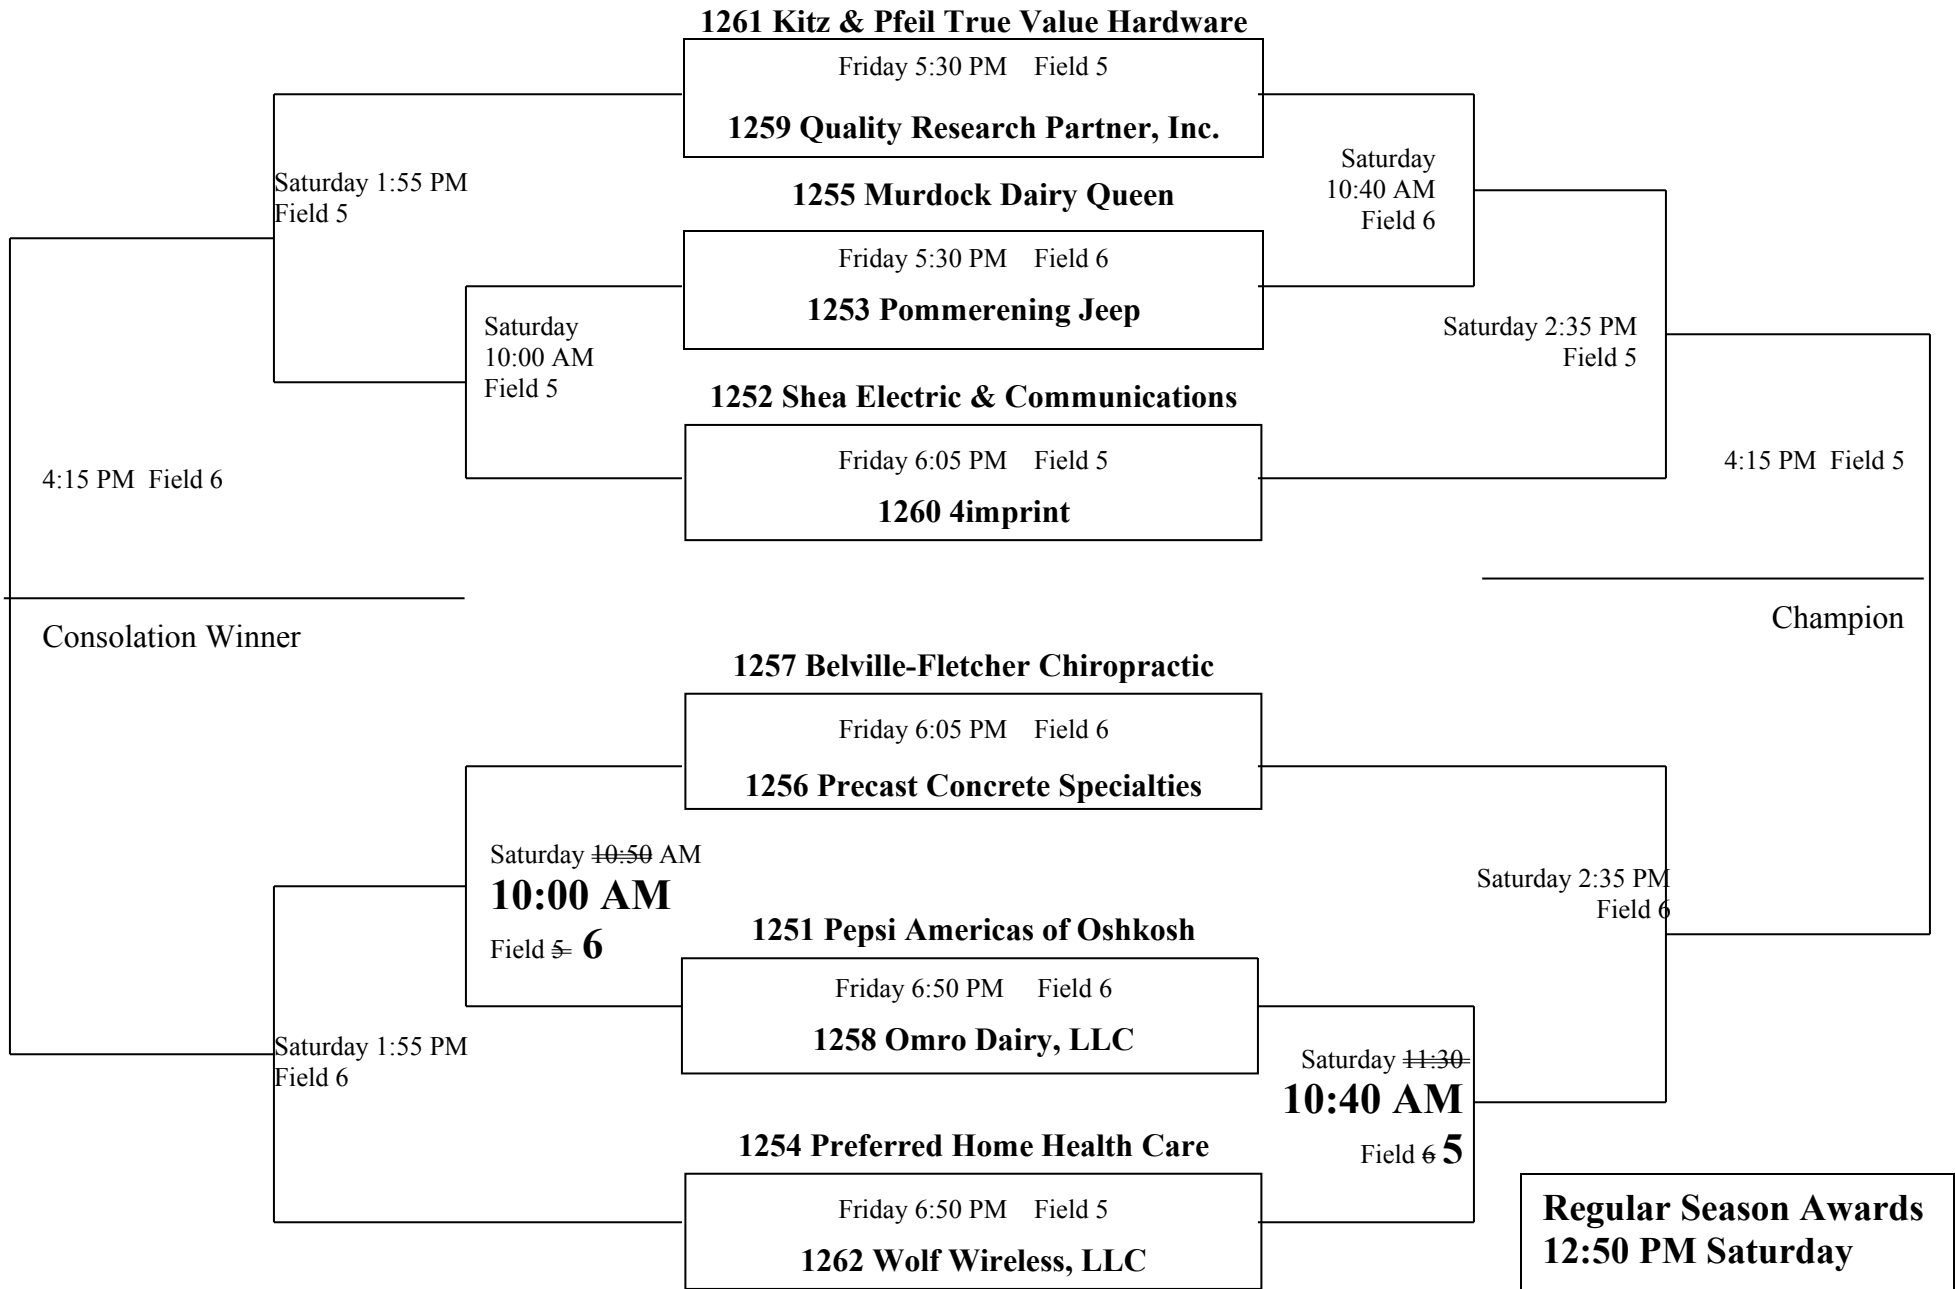 1261 Kitz & Pfeil True Value Hardware
Friday 5:30 PM Field 5
1259 Quality Research Partner, Inc.
Saturday
10:40 AM
Field 6
Saturday 1:55 PM
Field 5
1255 Murdock Dairy Queen
Friday 5:30 PM Field 6
1253 Pommerening Jeep
Saturday
10:00 AM
Field 5
Saturday 2:35 PM
Field 5
1252 Shea Electric & Communications
Friday 6:05 PM Field 5
1260 4imprint
4:15 PM Field 6
4:15 PM Field 5
Consolation Winner
Champion
1257 Belville-Fletcher Chiropractic
Friday 6:05 PM Field 6
1256 Precast Concrete Specialties
Saturday 10:50 AM
10:00 AM
Field 5 6
Saturday 2:35 PM
Field 6
1251 Pepsi Americas of Oshkosh
Friday 6:50 PM Field 6
1258 Omro Dairy, LLC
Saturday 1:55 PM
Field 6
Saturday 11:30
10:40 AM
Field 6 5
1254 Preferred Home Health Care
Friday 6:50 PM Field 5
1262 Wolf Wireless, LLC
Regular Season Awards
12:50 PM Saturday